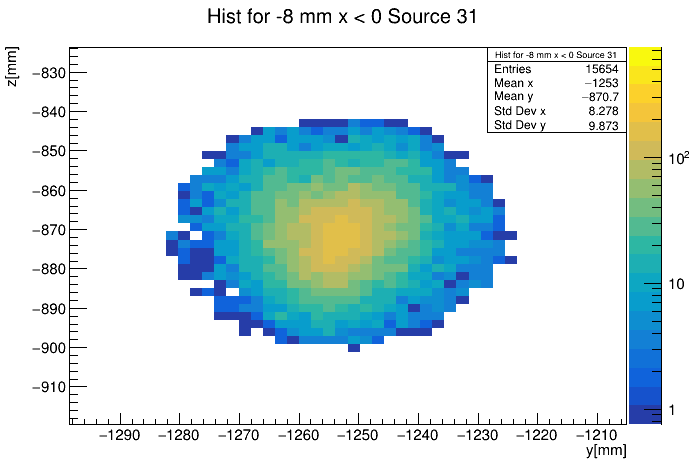 Hist for -8 mm x < 0 Source 31
z[mm]
Hist for -8 mm x < 0 Source 31
Entries 15654
Mean x −1253
Mean y −870.7
Std Dev x 8.278
Std Dev y 9.873
−830
−840
−850
−860
−870
−880
−890
−900
−910
10²
10
1
−1290 −1280 −1270 −1260 −1250 −1240 −1230 −1220 −1210
y[mm]